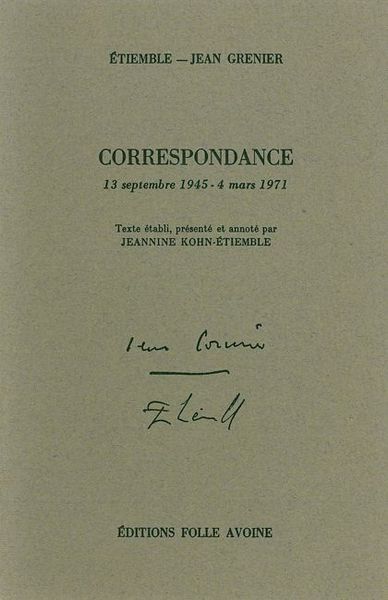 ÉTIEMBLE — JEAN GRENIER
CORRESPONDANCE
13 septembre 1945 - 4 mars 1971
Texte établi, présenté et annoté par
JEANNINE KOHN-ÉTIEMBLE
ÉDITIONS FOLLE AVOINE